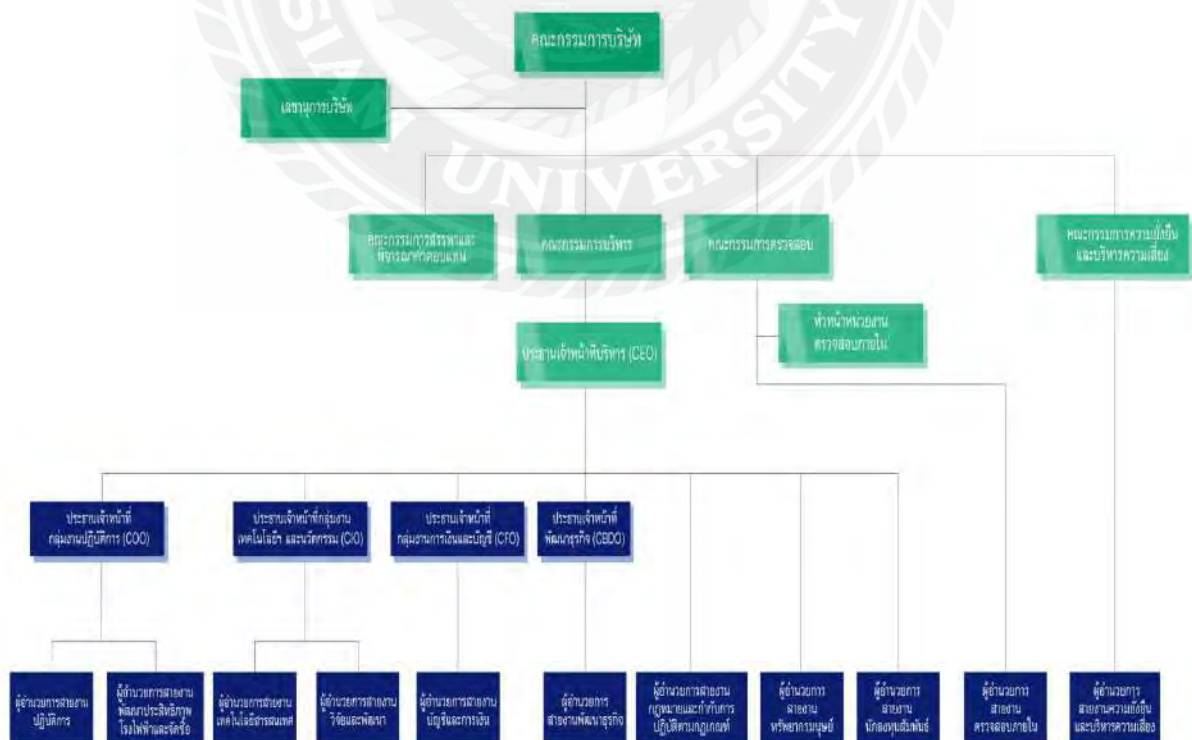 คณะกรรมการบริษัท
เลขานุการบริษัท
SIAM UNIVERSITY
คณะกรรมการสรรหาและ
พิจารณาค่าตอบแทน
คณะกรรมการบริหาร
คณะกรรมการตรวจสอบ
คณะกรรมการความยั่งยืน
และบริหารความเสี่ยง
หัวหน้าหน่วยงาน
ตรวจสอบภายใน
ประธานเจ้าหน้าที่บริหาร (CEO)
ประธานเจ้าหน้าที่
กลุ่มงานปฏิบัติการ (COO)
ประธานเจ้าหน้าที่กลุ่มงาน
เทคโนโลยีฯ และนวัตกรรม (CIO)
ประธานเจ้าหน้าที่
กลุ่มงานการเงินและบัญชี (CFO)
ประธานเจ้าหน้าที่
พัฒนาธุรกิจ (CBDO)
ผู้อำนวยการสายงาน
ปฏิบัติการ
ผู้อำนวยการสายงาน
พัฒนาประสิทธิภาพ
โรงไฟฟ้าและจัดซื้อ
ผู้อำนวยการสายงาน
เทคโนโลยีสารสนเทศ
ผู้อำนวยการสายงาน
วิจัยและพัฒนา
ผู้อำนวยการสายงาน
บัญชีและการเงิน
ผู้อำนวยการ
สายงานพัฒนาธุรกิจ
ผู้อำนวยการสายงาน
กฎหมายและกำกับการ
ปฏิบัติตามกฎเกณฑ์
ผู้อำนวยการ
สายงาน
ทรัพยากรมนุษย์
ผู้อำนวยการ
สายงาน
นักลงทุนสัมพันธ์
ผู้อำนวยการ
สายงาน
ตรวจสอบภายใน
ผู้อำนวยการ
สายงานความยั่งยืน
และบริหารความเสี่ยง